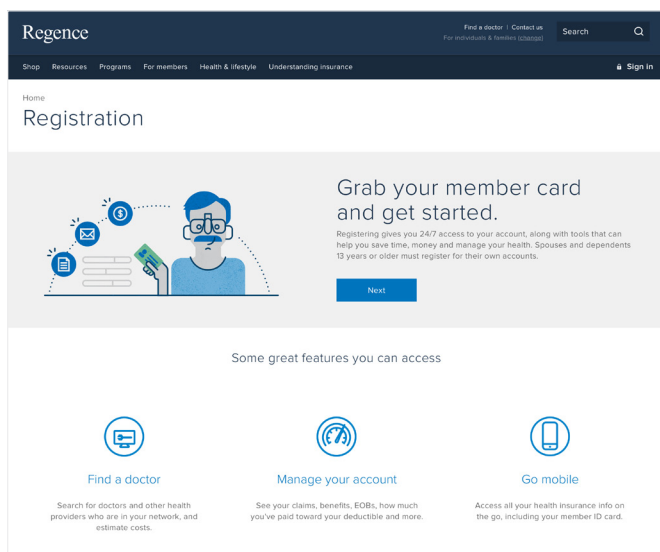 Regence
Find a doctor | Contact us
For individuals & families (change)
Search
Shop Resources Programs For members Health & lifestyle Understanding insurance
Sign in
Home
Registration
Grab your member card
and get started.
Registering gives you 24/7 access to your account, along with tools that can
help you save time, money and manage your health. Spouses and dependents
13 years or older must register for their own accounts.
Next
$
Some great features you can access
Find a doctor
Manage your account
Go mobile
Search for doctors and other health
providers who are in your network, and
estimate costs.
See your claims, benefits, EOBs, how much
you've paid toward your deductible and more.
Access all your health insurance info on
the go, including your member ID card.